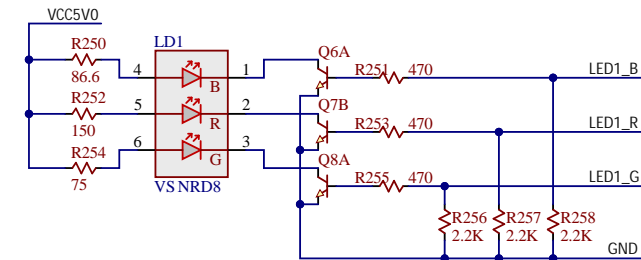 VCC5V0
R250
86.6
R252
150
R254
75
LD1
4
5
6
B
R
G
1
2
3
VS NRD8
Q6A
Q7B
Q8A
R251 470
R253 470
R255 470
LED1_B
LED1_R
LED1_G
R256
2.2K
R257
2.2K
R258
2.2K
GND